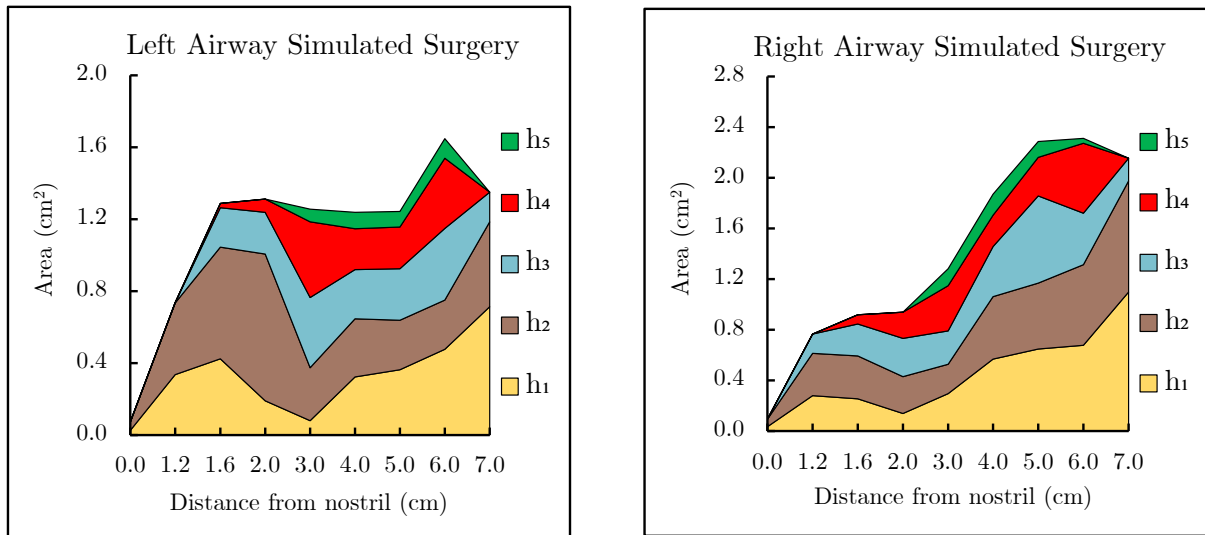 Left Airway Simulated Surgery
2.0
1.6
1.2
0.8
0.4
0.0
Area (cm²)
0.0 1.2 1.6 2.0 3.0 4.0 5.0 6.0 7.0
Distance from nostril (cm)
h₅
h₄
h₃
h₂
h₁
Right Airway Simulated Surgery
2.8
2.4
2.0
1.6
1.2
0.8
0.4
0.0
Area (cm²)
0.0 1.2 1.6 2.0 3.0 4.0 5.0 6.0 7.0
Distance from nostril (cm)
h₅
h₄
h₃
h₂
h₁